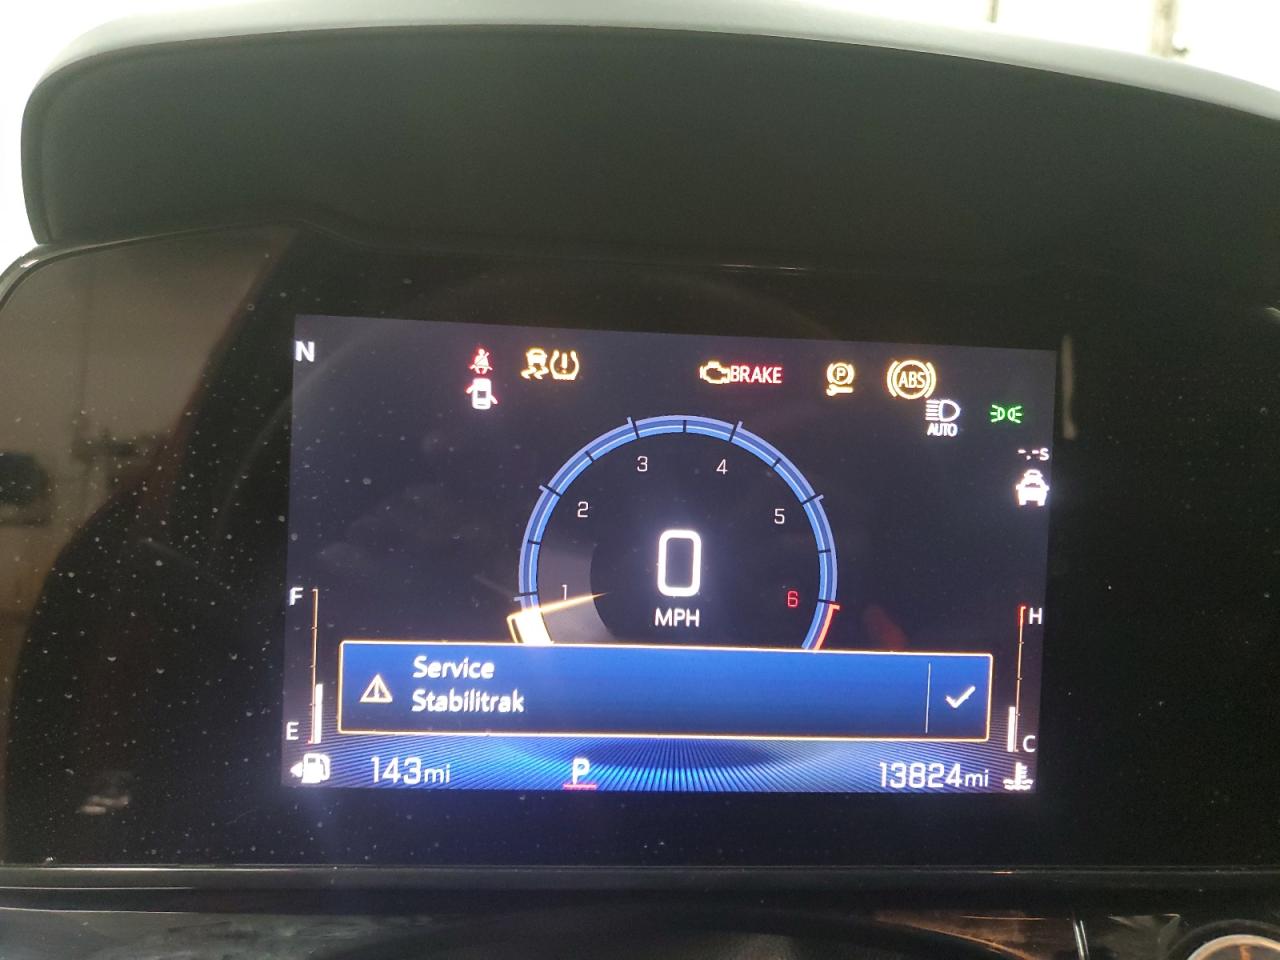 N
BRAKE
P
ABS
AUTO
-.-s
3 4
2 5
1 6
0
MPH
F
H
Service
Stabilitrak
E
C
143mi
P
13824mi